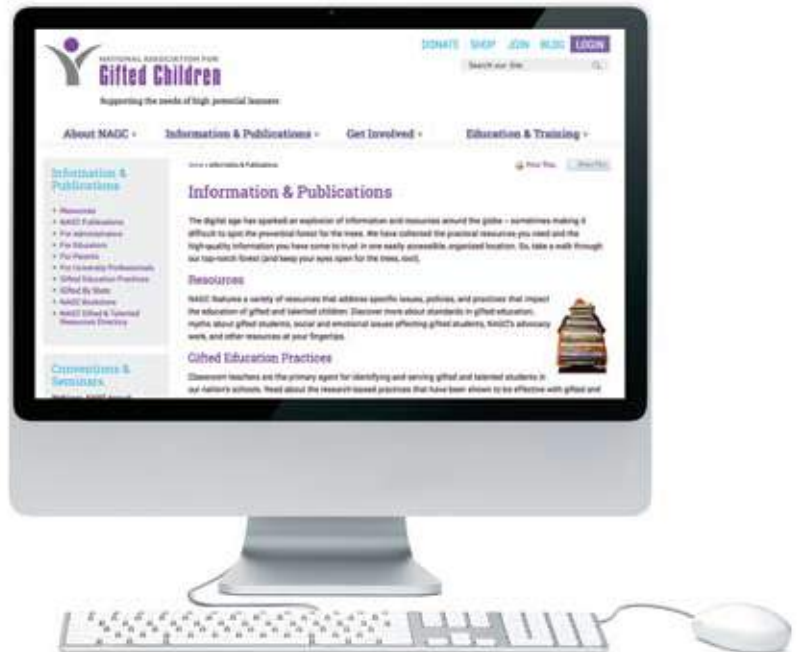 DONATE SHOP JOIN BLOG LOGIN
NATIONAL ASSOCIATION FOR
Gifted Children
Search our Site
Supporting the needs of high potential learners
About NAGC
Information & Publications
Get Involved
Education & Training
Information &
Publications
Resources
NAGC Publications
For Administrators
For Educators
For Parents
For University Professionals
Gifted Education Practices
Gifted By State
NAGC Bookstore
NAGC Gifted & Talented
Resources Directory
Conventions &
Seminars
Home » Information & Publications
Print This
Information & Publications
The digital age has sparked an explosion of information and resources around the globe – sometimes making it
difficult to spot the proverbial forest for the trees. We have collected the practical resources you need and the
high-quality information you have come to trust in one easily accessible, organized location. So, take a walk through
our top-notch forest (and keep your eyes open for the trees, too!).
Resources
NAGC features a variety of resources that address specific issues, policies, and practices that impact
the education of gifted and talented children. Discover more about standards in gifted education,
myths about gifted students, social and emotional issues affecting gifted students, NAGC's advocacy
work, and other resources at your fingertips.
Gifted Education Practices
Classroom teachers are the primary agent for identifying and serving gifted and talented students in
our nation's schools. Read about the research-based practices that have been shown to be effective with gifted and